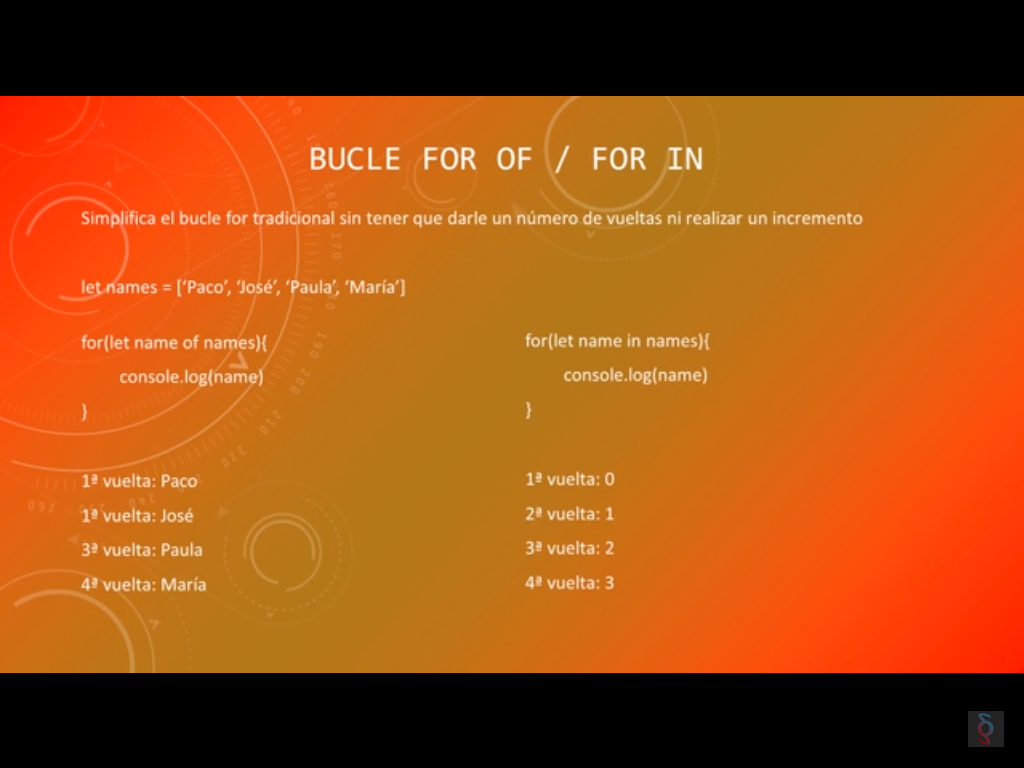 BUCLE FOR OF / FOR IN
Simplifica el bucle for tradicional sin tener que darle un número de vueltas ni realizar un incremento
let names = [‘Paco’, ‘José’, ‘Paula’, ‘María’]
for(let name of names){
console.log(name)
}
1ª vuelta: Paco
1ª vuelta: José
3ª vuelta: Paula
4ª vuelta: María
for(let name in names){
console.log(name)
}
1ª vuelta: 0
2ª vuelta: 1
3ª vuelta: 2
4ª vuelta: 3